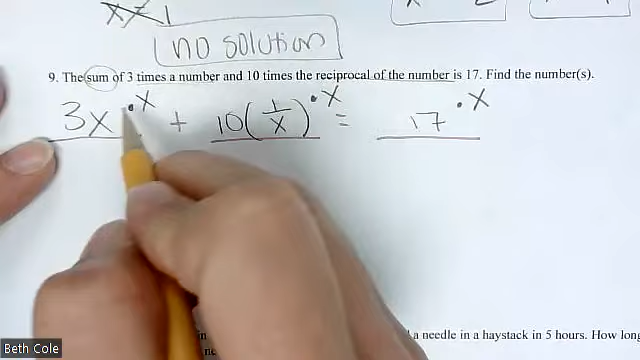 no solution
9. The sum of 3 times a number and 10 times the reciprocal of the number is 17. Find the number(s).
3x · x + 10(1/x) · x = 17 · x
a needle in a haystack in 5 hours. How long
Beth Cole